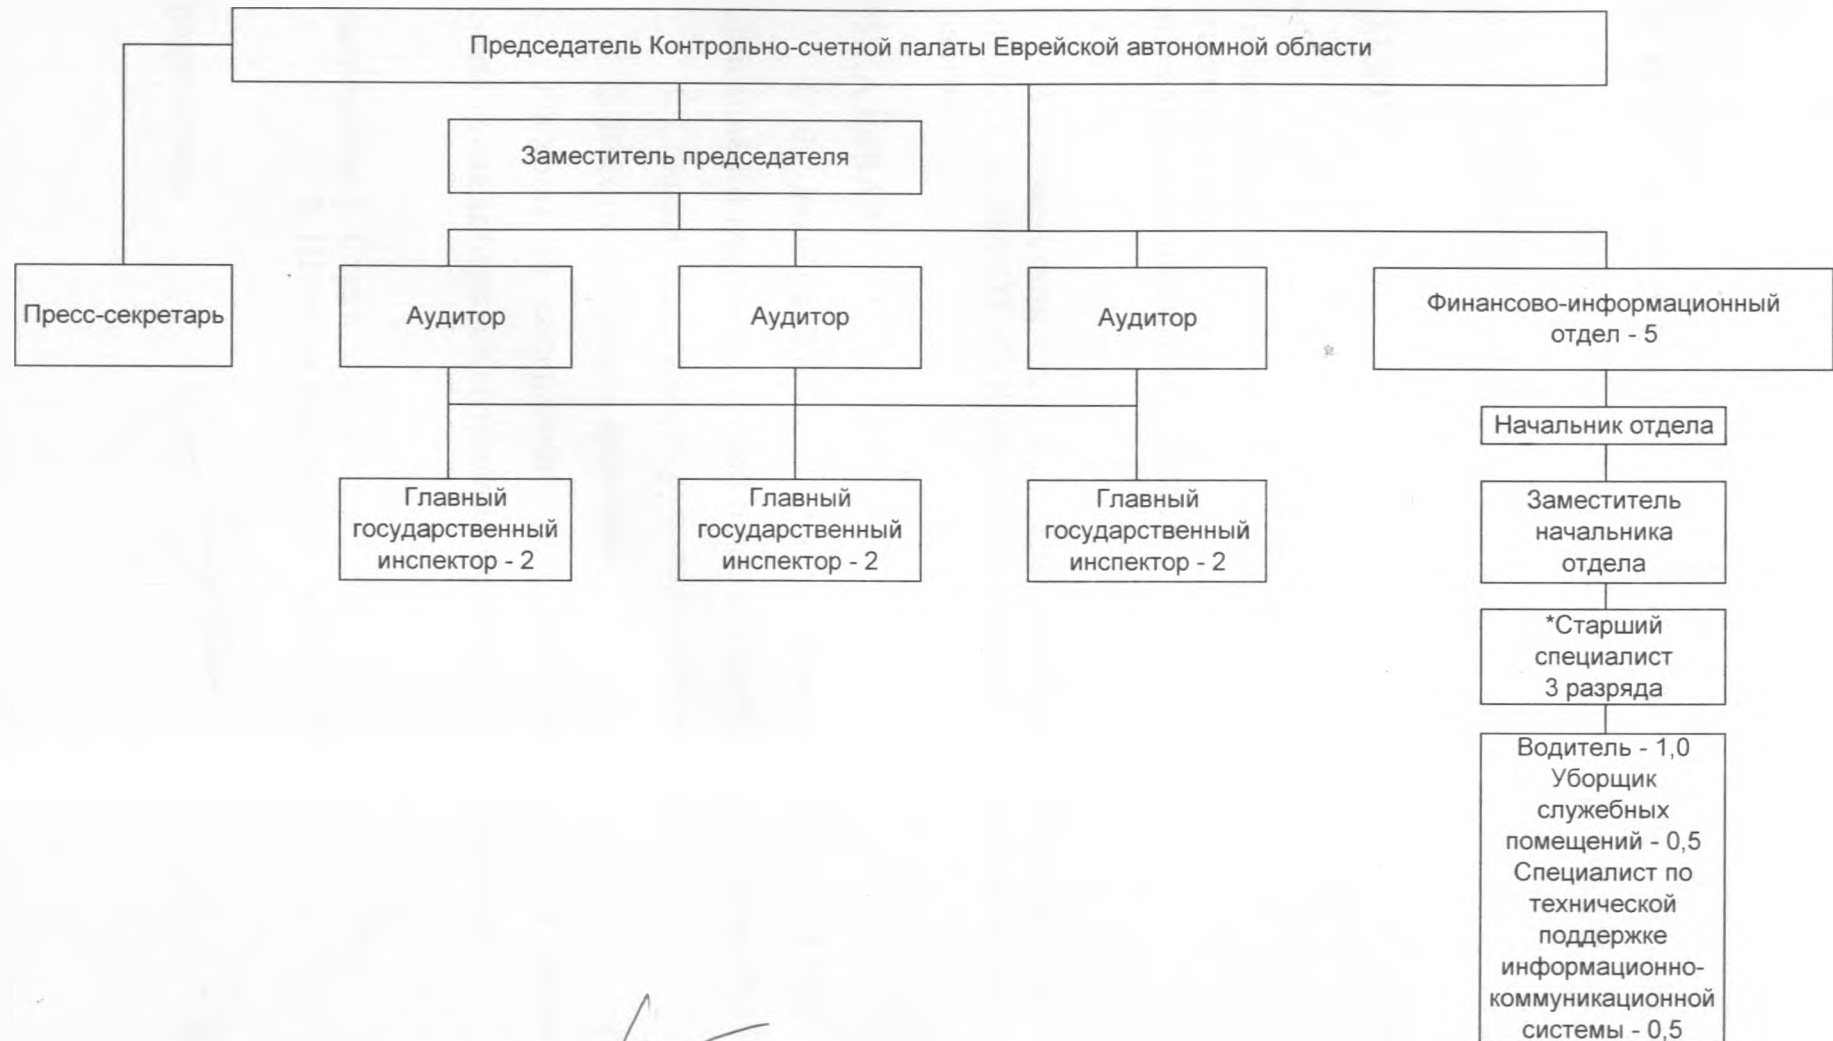 Председатель Контрольно-счетной палаты Еврейской автономной области
Заместитель председателя
Пресс-секретарь
Аудитор
Аудитор
Аудитор
Финансово-информационный
отдел - 5
Начальник отдела
Главный
государственный
инспектор - 2
Главный
государственный
инспектор - 2
Главный
государственный
инспектор - 2
Заместитель
начальника
отдела
*Старший
специалист
3 разряда
Водитель - 1,0
Уборщик
служебных
помещений - 0,5
Специалист по
технической
поддержке
информационно-
коммуникационной
системы - 0,5